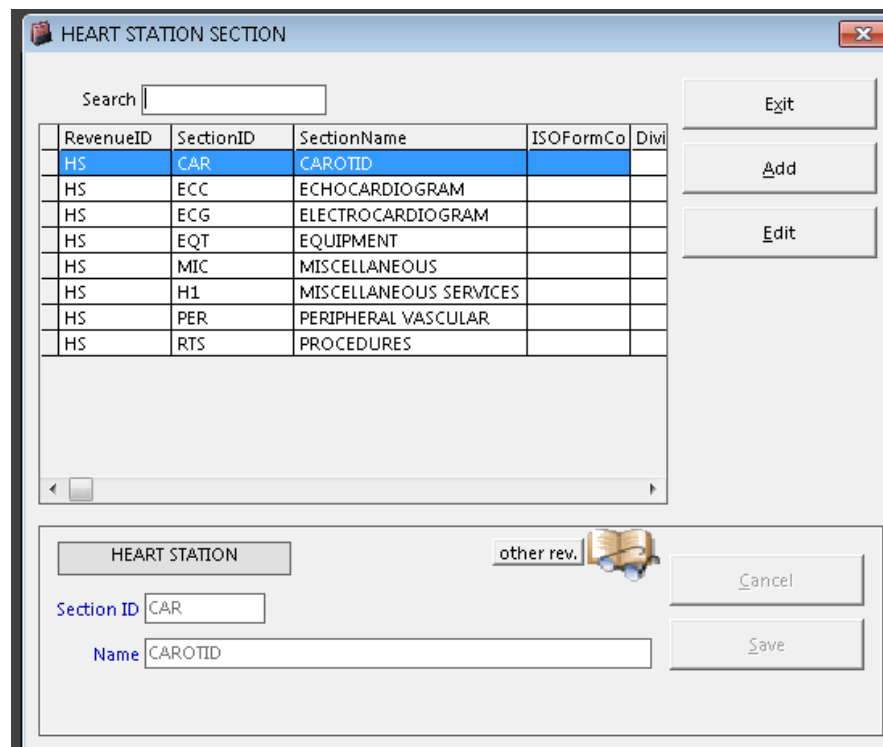 HEART STATION SECTION
Search
Exit
Add
Edit
RevenueID SectionID SectionName ISOFormCo Divi
HS CAR CAROTID
HS ECC ECHOCARDIOGRAM
HS ECG ELECTROCARDIOGRAM
HS EQT EQUIPMENT
HS MIC MISCELLANEOUS
HS H1 MISCELLANEOUS SERVICES
HS PER PERIPHERAL VASCULAR
HS RTS PROCEDURES
HEART STATION
other rev.
Cancel
Section ID CAR
Save
Name CAROTID